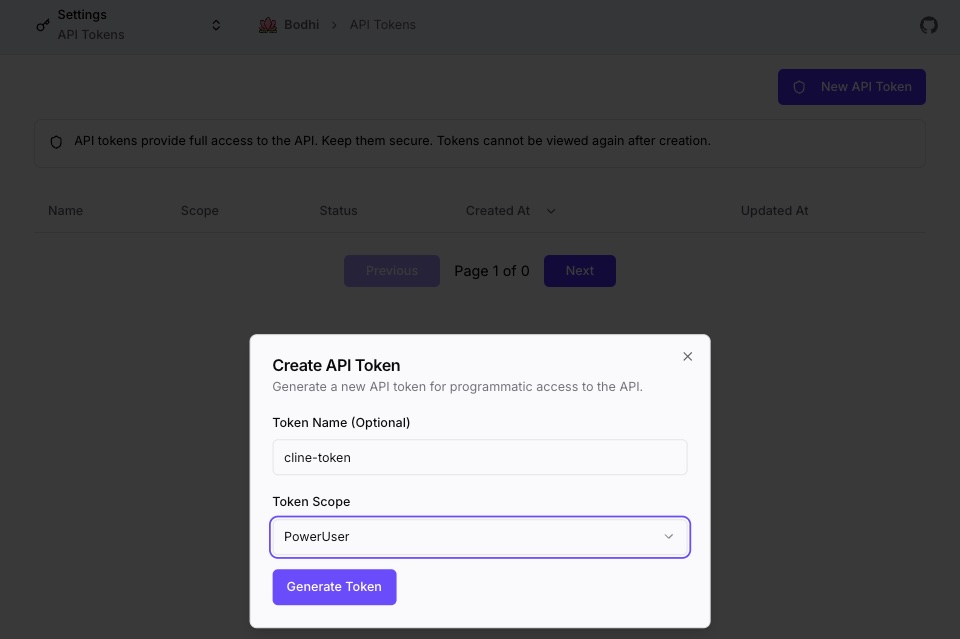 Settings
API Tokens
Bodhi > API Tokens
New API Token
API tokens provide full access to the API. Keep them secure. Tokens cannot be viewed again after creation.
Name Scope Status Created At Updated At
Previous Page 1 of 0 Next
Create API Token
Generate a new API token for programmatic access to the API.
Token Name (Optional)
cline-token
Token Scope
PowerUser
Generate Token